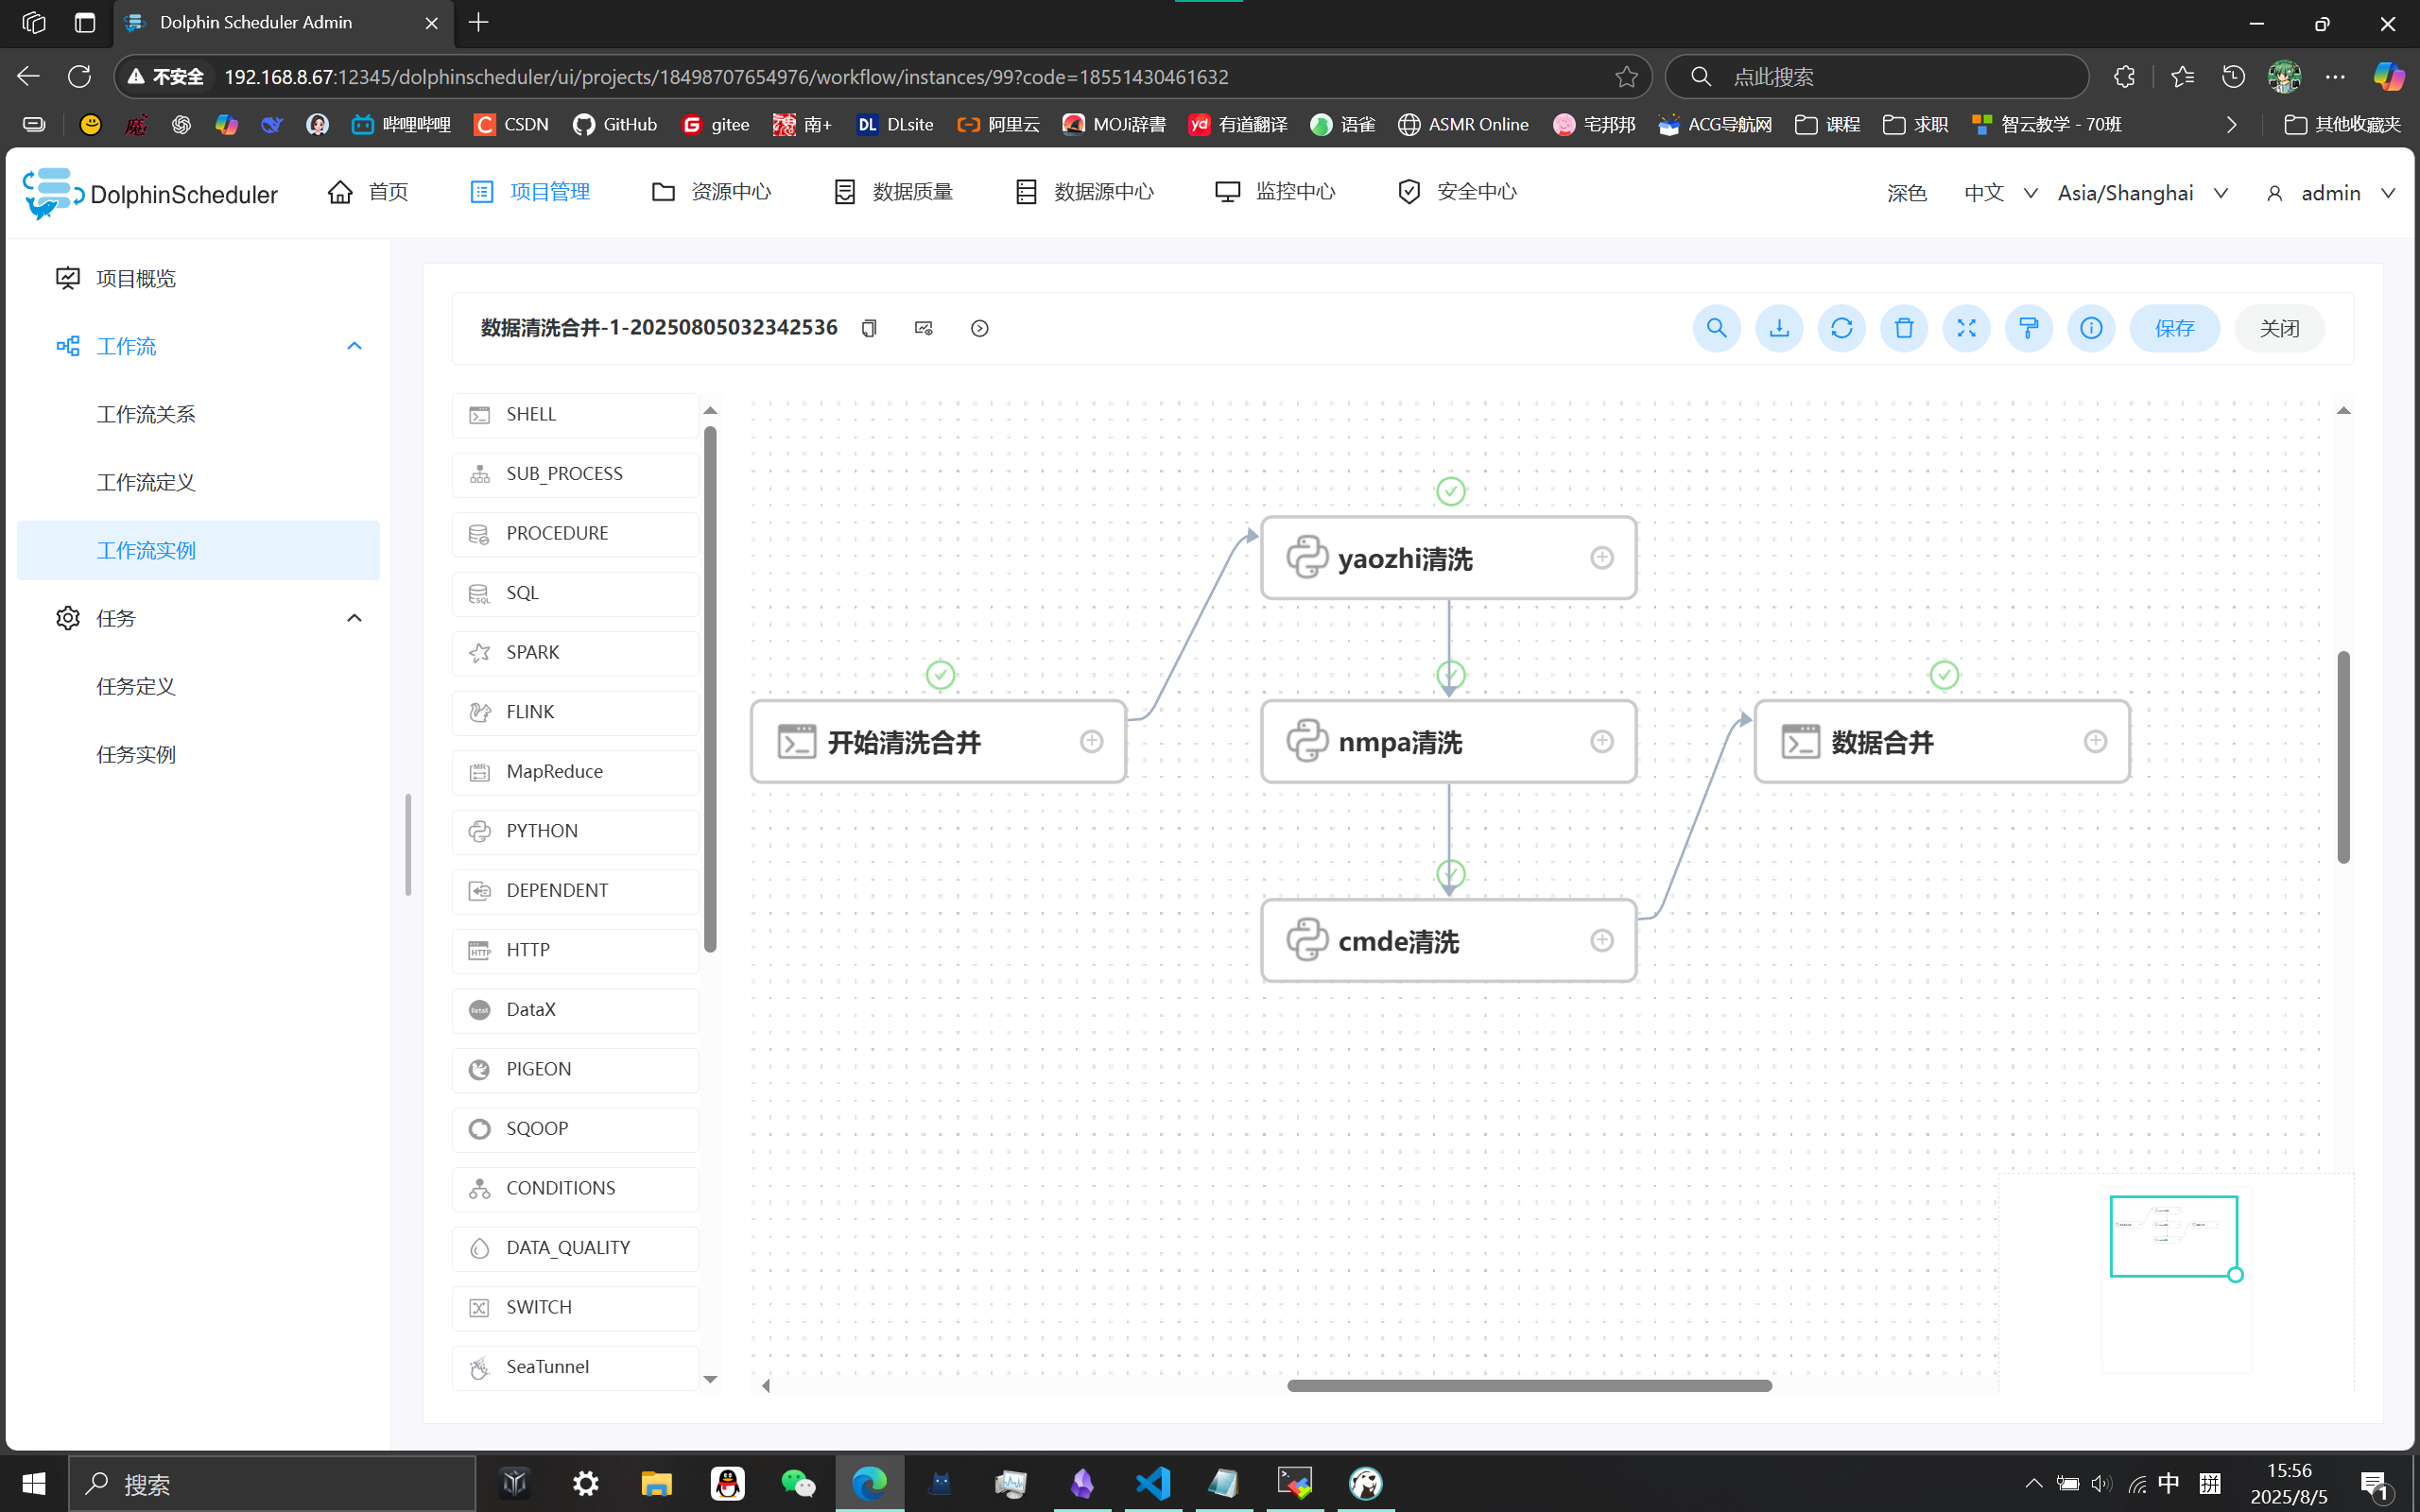 Dolphin Scheduler Admin
不安全 192.168.8.67:12345/dolphinscheduler/ui/projects/18498707654976/workflow/instances/99?code=18551430461632
点此搜索
哔哩哔哩 CSDN GitHub gitee 南+ DLsite 阿里云 MOJi辞書 有道翻译 语雀 ASMR Online 宅邦邦 ACG导航网 课程 求职 智云教学 - 70班 其他收藏夹
DolphinScheduler 首页 项目管理 资源中心 数据质量 数据源中心 监控中心 安全中心 深色 中文 Asia/Shanghai admin
项目概览
工作流
工作流关系
工作流定义
工作流实例
任务
任务定义
任务实例
数据清洗合并-1-20250805032342536
保存 关闭
SHELL
SUB_PROCESS
PROCEDURE
SQL
SPARK
FLINK
MapReduce
PYTHON
DEPENDENT
HTTP
DataX
PIGEON
SQOOP
CONDITIONS
DATA_QUALITY
SWITCH
SeaTunnel
yaozhi清洗
开始清洗合并
nmpa清洗
数据合并
cmde清洗
搜索
中 拼
15:56
2025/8/5
1